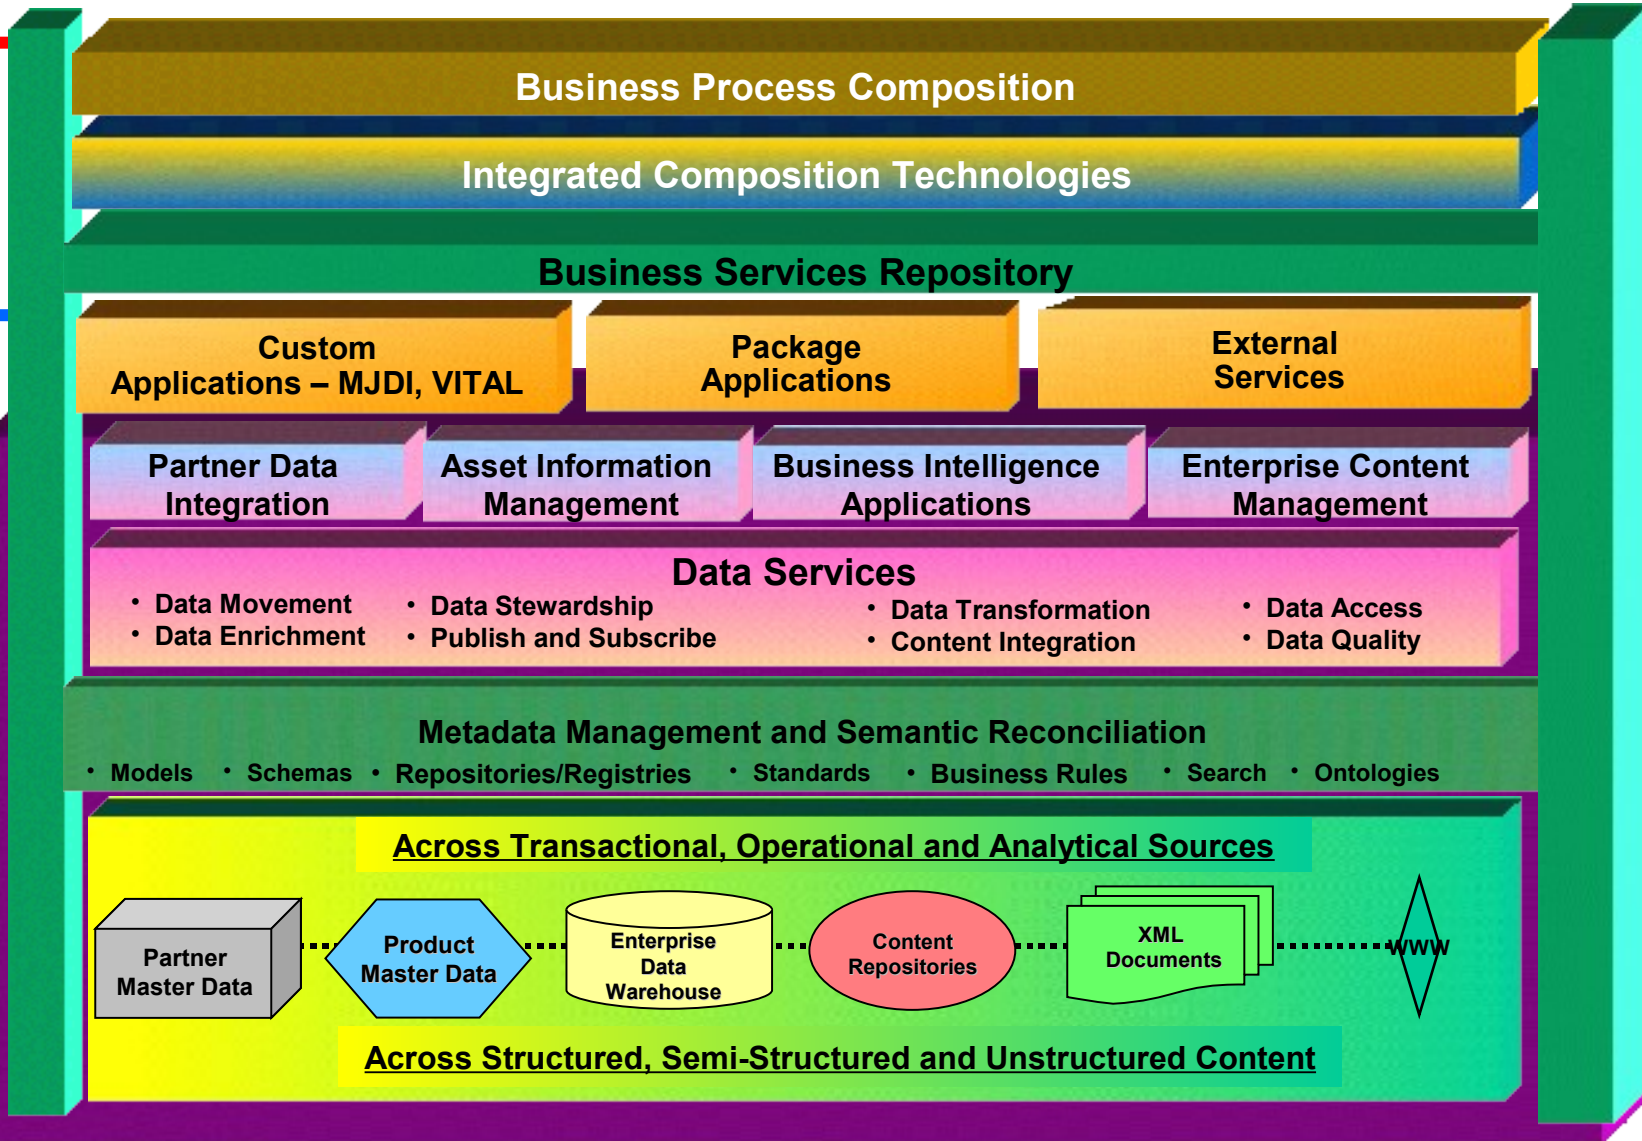 Business Process Composition
Integrated Composition Technologies
Business Services Repository
Custom
Applications – MJDI, VITAL
Package
Applications
External
Services
Partner Data
Integration
Asset Information
Management
Business Intelligence
Applications
Enterprise Content
Management
Data Services
• Data Movement
• Data Enrichment
• Data Stewardship
• Publish and Subscribe
• Data Transformation
• Content Integration
• Data Access
• Data Quality
Metadata Management and Semantic Reconciliation
• Models • Schemas • Repositories/Registries • Standards • Business Rules • Search • Ontologies
Across Transactional, Operational and Analytical Sources
Partner
Master Data
Product
Master Data
Enterprise
Data
Warehouse
Content
Repositories
XML
Documents
WWW
Across Structured, Semi-Structured and Unstructured Content